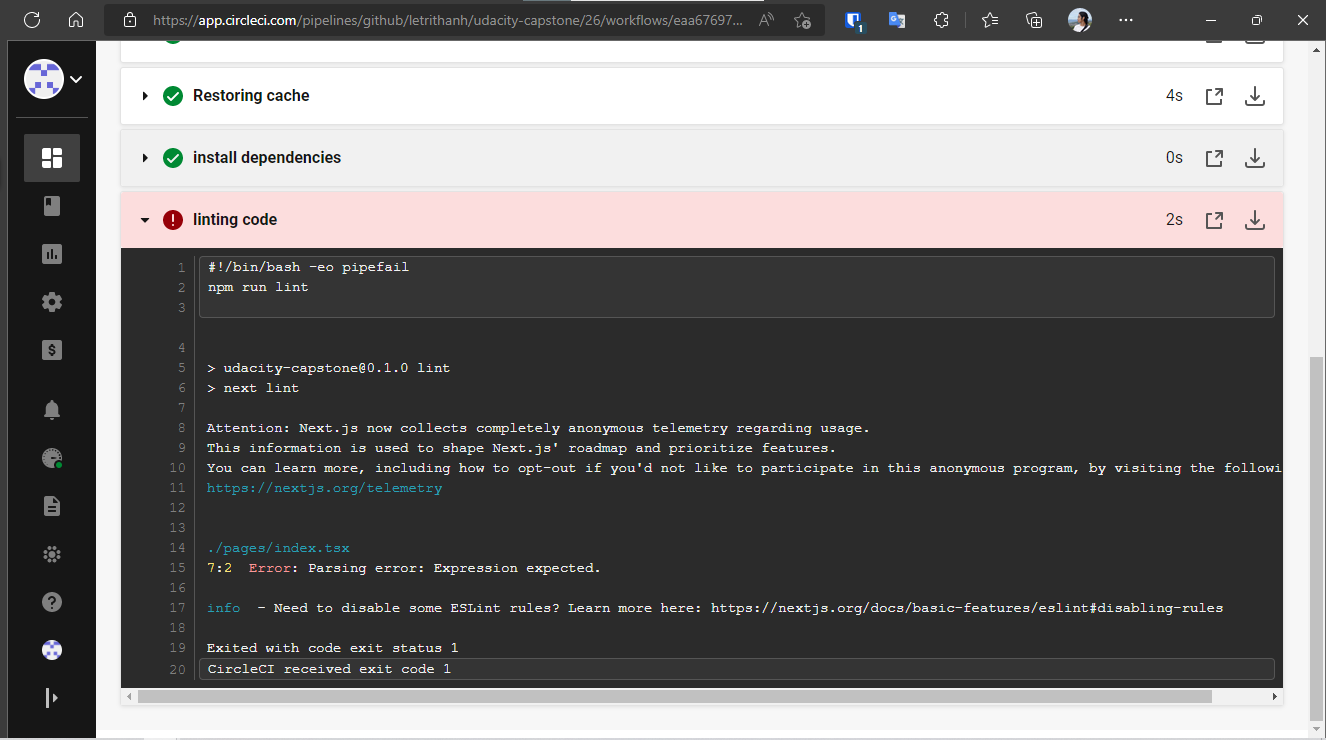 https://app.circleci.com/pipelines/github/letrithanh/udacity-capstone/26/workflows/eaa67697...
1
Restoring cache
4s
install dependencies
0s
linting code
2s
1 #!/bin/bash -eo pipefail
2 npm run lint
3
4
5 > udacity-capstone@0.1.0 lint
6 > next lint
7
8 Attention: Next.js now collects completely anonymous telemetry regarding usage.
9 This information is used to shape Next.js' roadmap and prioritize features.
10 You can learn more, including how to opt-out if you'd not like to participate in this anonymous program, by visiting the followi
11 https://nextjs.org/telemetry
12
13
14 ./pages/index.tsx
15 7:2 Error: Parsing error: Expression expected.
16
17 info - Need to disable some ESLint rules? Learn more here: https://nextjs.org/docs/basic-features/eslint#disabling-rules
18
19 Exited with code exit status 1
20 CircleCI received exit code 1